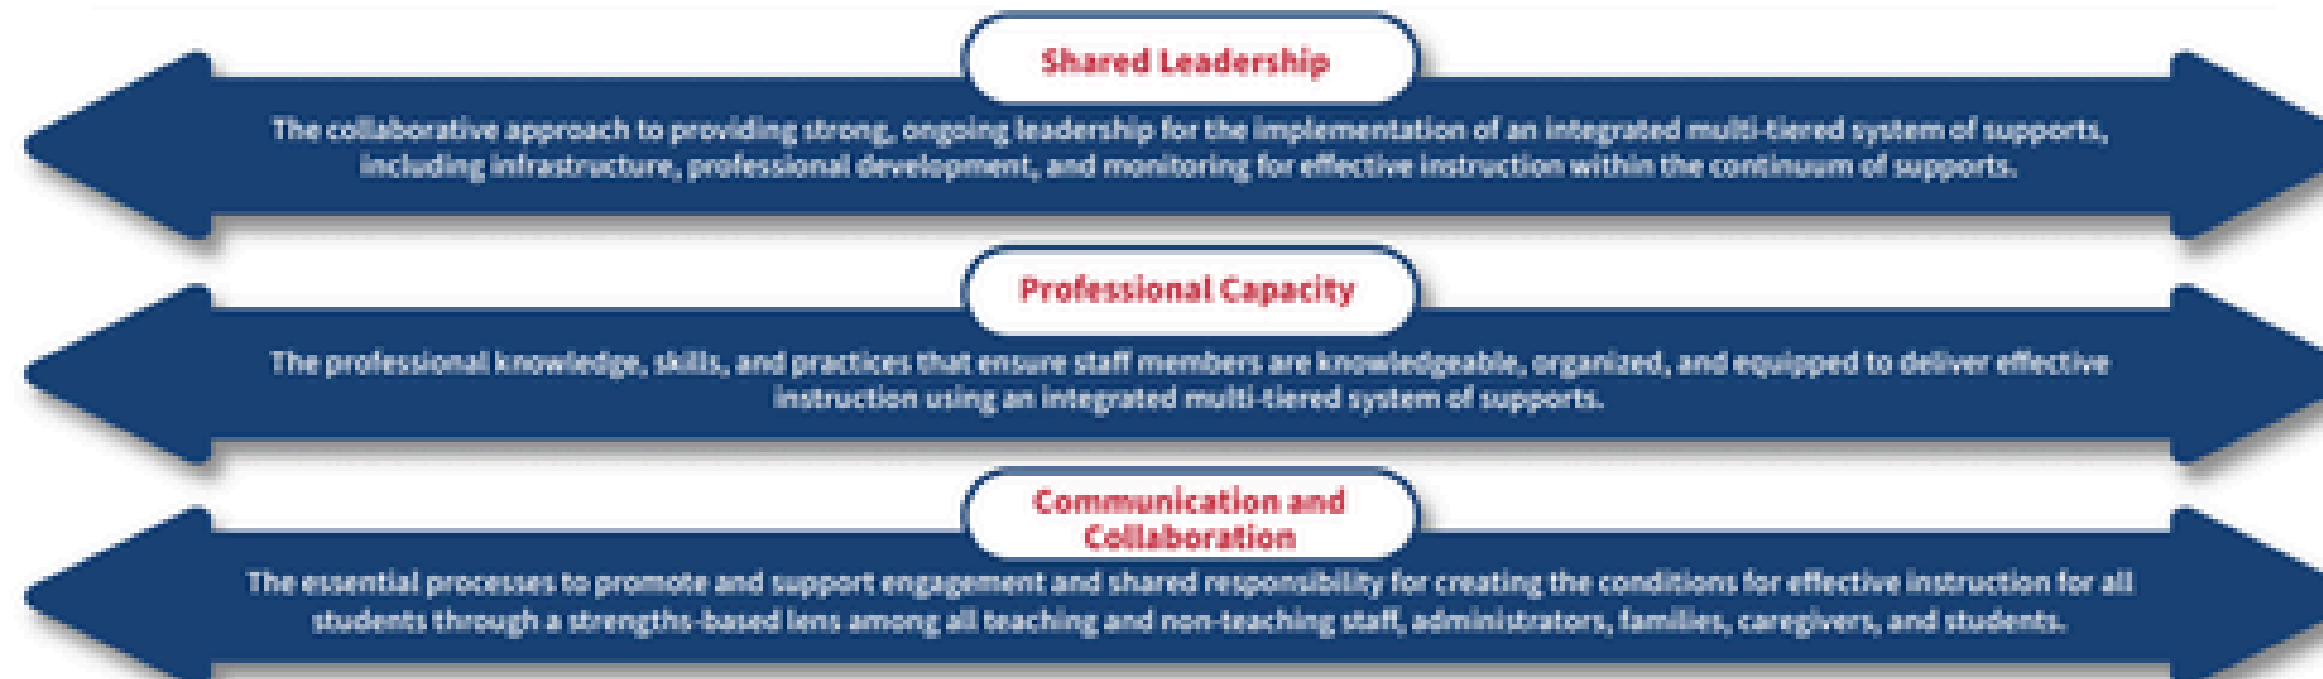 Shared Leadership
The collaborative approach to providing strong, ongoing leadership for the implementation of an integrated multi-tiered system of supports,
including infrastructure, professional development, and monitoring for effective instruction within the continuum of supports.
Professional Capacity
The professional knowledge, skills, and practices that ensure staff members are knowledgeable, organized, and equipped to deliver effective
instruction using an integrated multi-tiered system of supports.
Communication and
Collaboration
The essential processes to promote and support engagement and shared responsibility for creating the conditions for effective instruction for all
students through a strengths-based lens among all teaching and non-teaching staff, administrators, families, caregivers, and students.